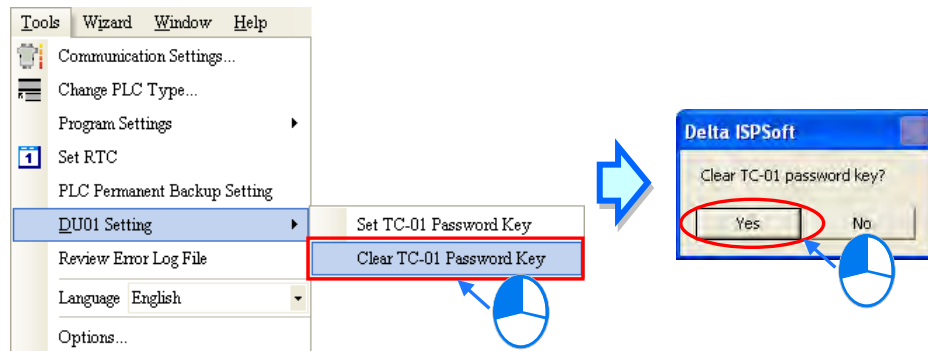 Tools Wizard Window Help
Communication Settings...
Change PLC Type...
Program Settings
1 Set RTC
PLC Permanent Backup Setting
DU01 Setting
Review Error Log File
Language English
Options...
Set TC-01 Password Key
Clear TC-01 Password Key
Delta ISPSoft
Clear TC-01 password key?
Yes No